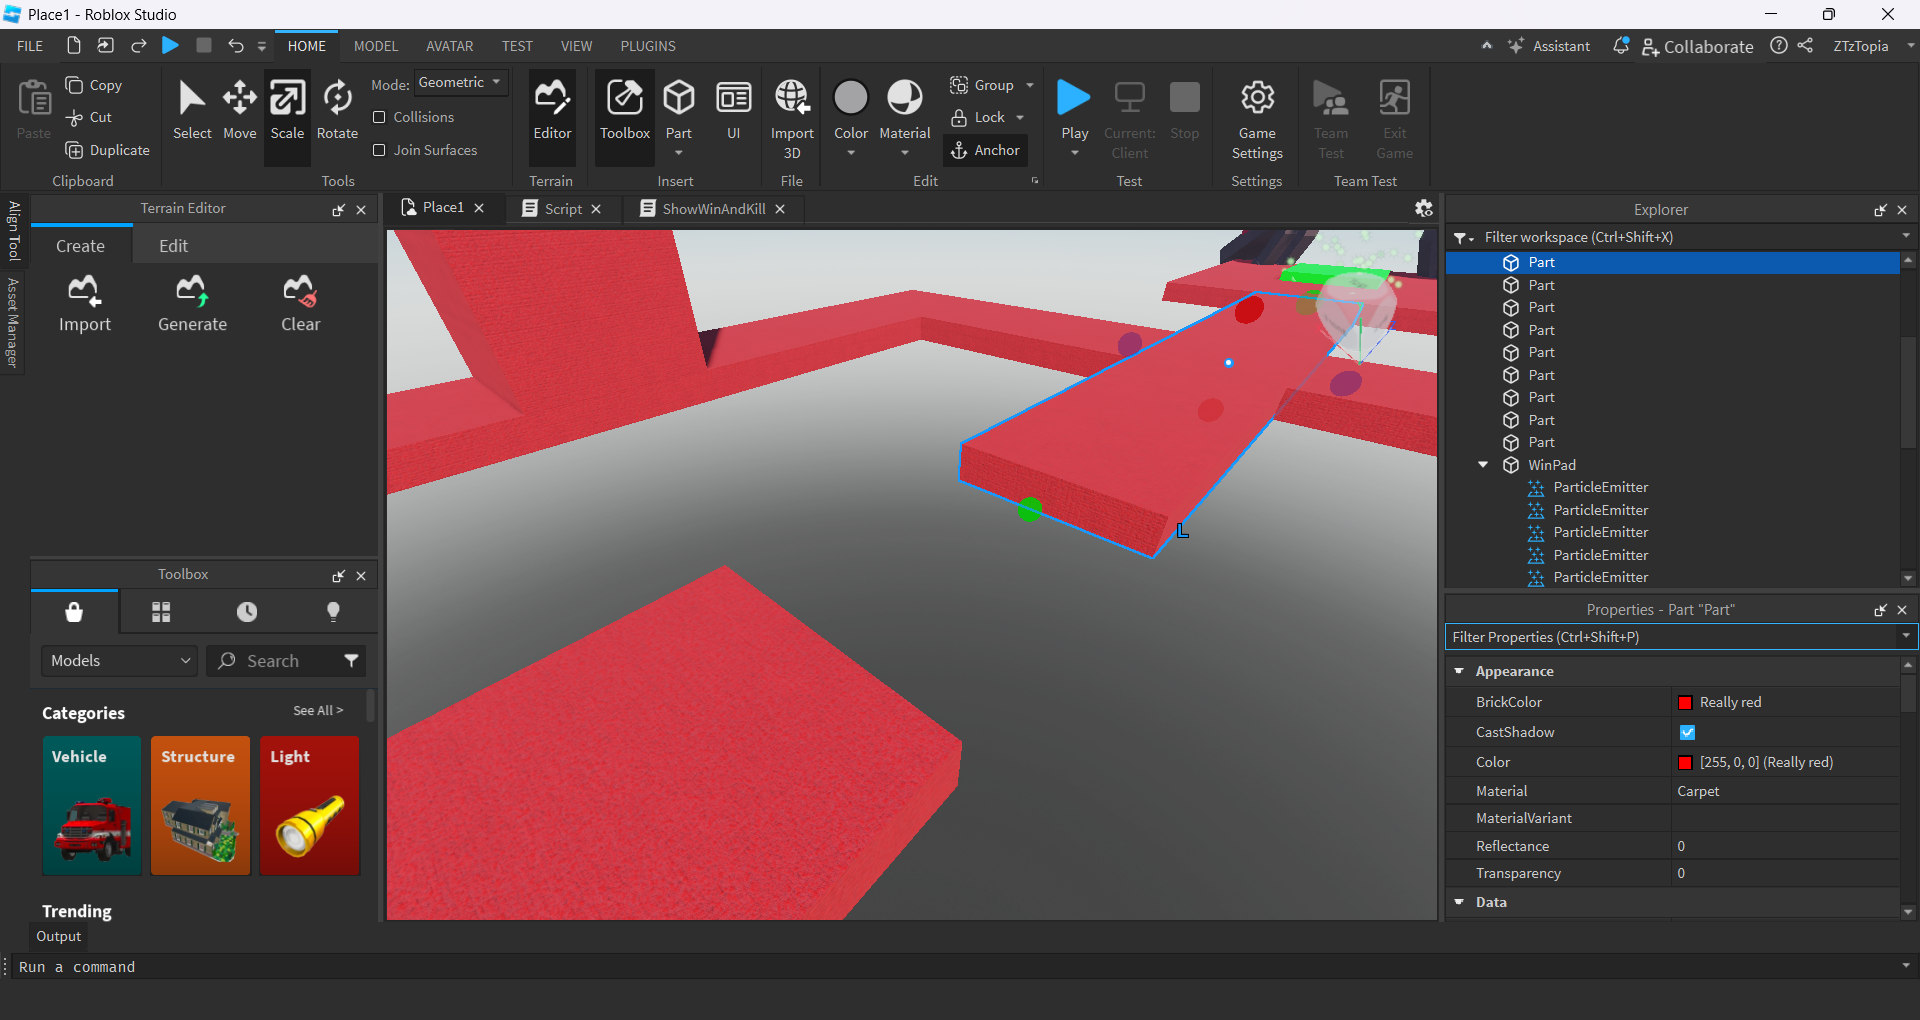 Place1 - Roblox Studio
FILE
HOME
MODEL
AVATAR
TEST
VIEW
PLUGINS
Assistant
Collaborate
ZTzTopia
Paste
Copy
Cut
Duplicate
Clipboard
Select
Move
Scale
Rotate
Mode: Geometric
Collisions
Join Surfaces
Tools
Editor
Terrain
Toolbox
Part
UI
Insert
Import
3D
File
Color
Material
Group
Lock
Anchor
Edit
Play
Current:
Client
Stop
Test
Game
Settings
Settings
Team
Test
Exit
Game
Team Test
Align Tool
Asset Manager
Terrain Editor
Create
Edit
Import
Generate
Clear
Toolbox
Models
Search
Categories
See All >
Vehicle
Structure
Light
Trending
Output
Run a command
Place1
Script
ShowWinAndKill
L
Explorer
Filter workspace (Ctrl+Shift+X)
Part
Part
Part
Part
Part
Part
Part
Part
Part
WinPad
ParticleEmitter
ParticleEmitter
ParticleEmitter
ParticleEmitter
ParticleEmitter
Properties - Part "Part"
Filter Properties (Ctrl+Shift+P)
Appearance
BrickColor Really red
CastShadow
Color [255, 0, 0] (Really red)
Material Carpet
MaterialVariant
Reflectance 0
Transparency 0
Data